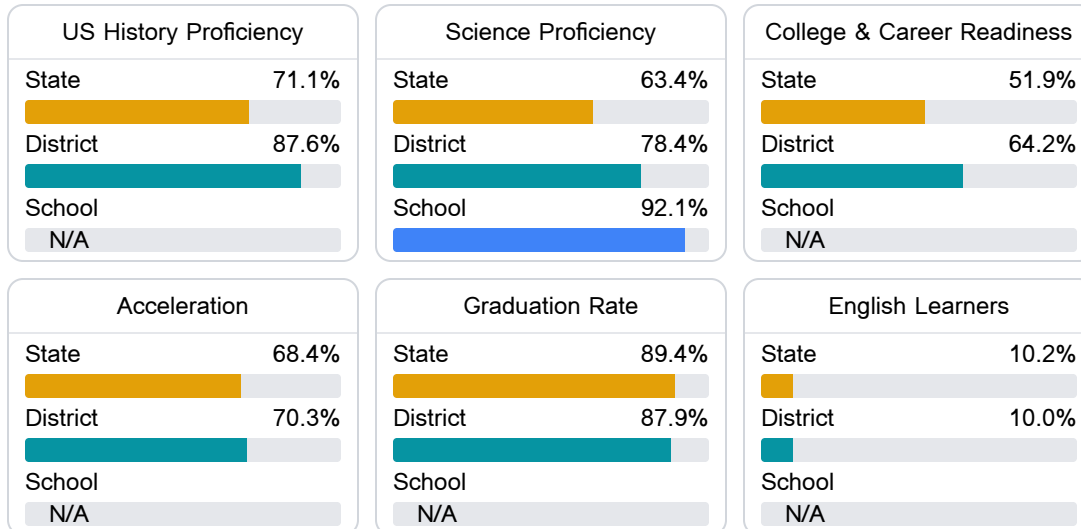 US History Proficiency
State 71.1%
District 87.6%
School
N/A
Science Proficiency
State 63.4%
District 78.4%
School 92.1%
College & Career Readiness
State 51.9%
District 64.2%
School
N/A
Acceleration
State 68.4%
District 70.3%
School
N/A
Graduation Rate
State 89.4%
District 87.9%
School
N/A
English Learners
State 10.2%
District 10.0%
School
N/A